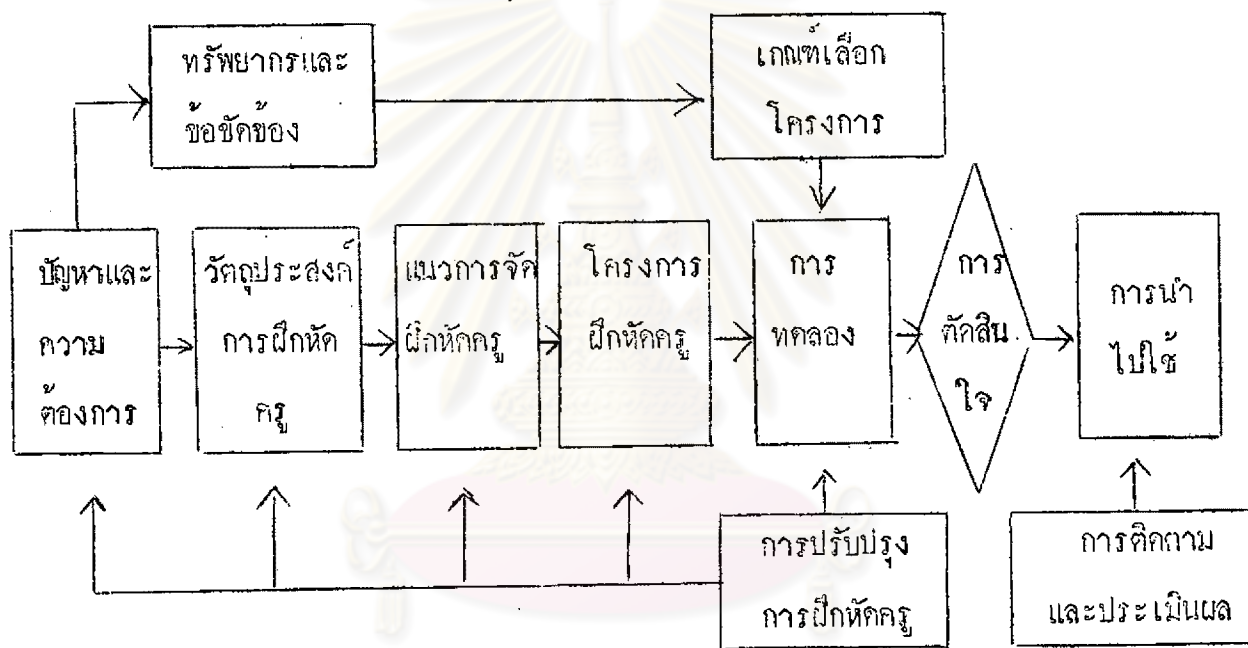 ทรัพยากรและ
ข้อขัดข้อง
เกณฑ์เลือก
โครงการ
ปัญหาและ
ความ
ต้องการ
วัตถุประสงค์
การฝึกหัด
ครู
แนวการจัด
ฝึกหัดครู
โครงการ
ฝึกหัดครู
การ
ทดลอง
การ
ตัดสิน
ใจ
การนำ
ไปใช้
การปรับปรุง
การฝึกหัดครู
การติดตาม
และประเมินผล